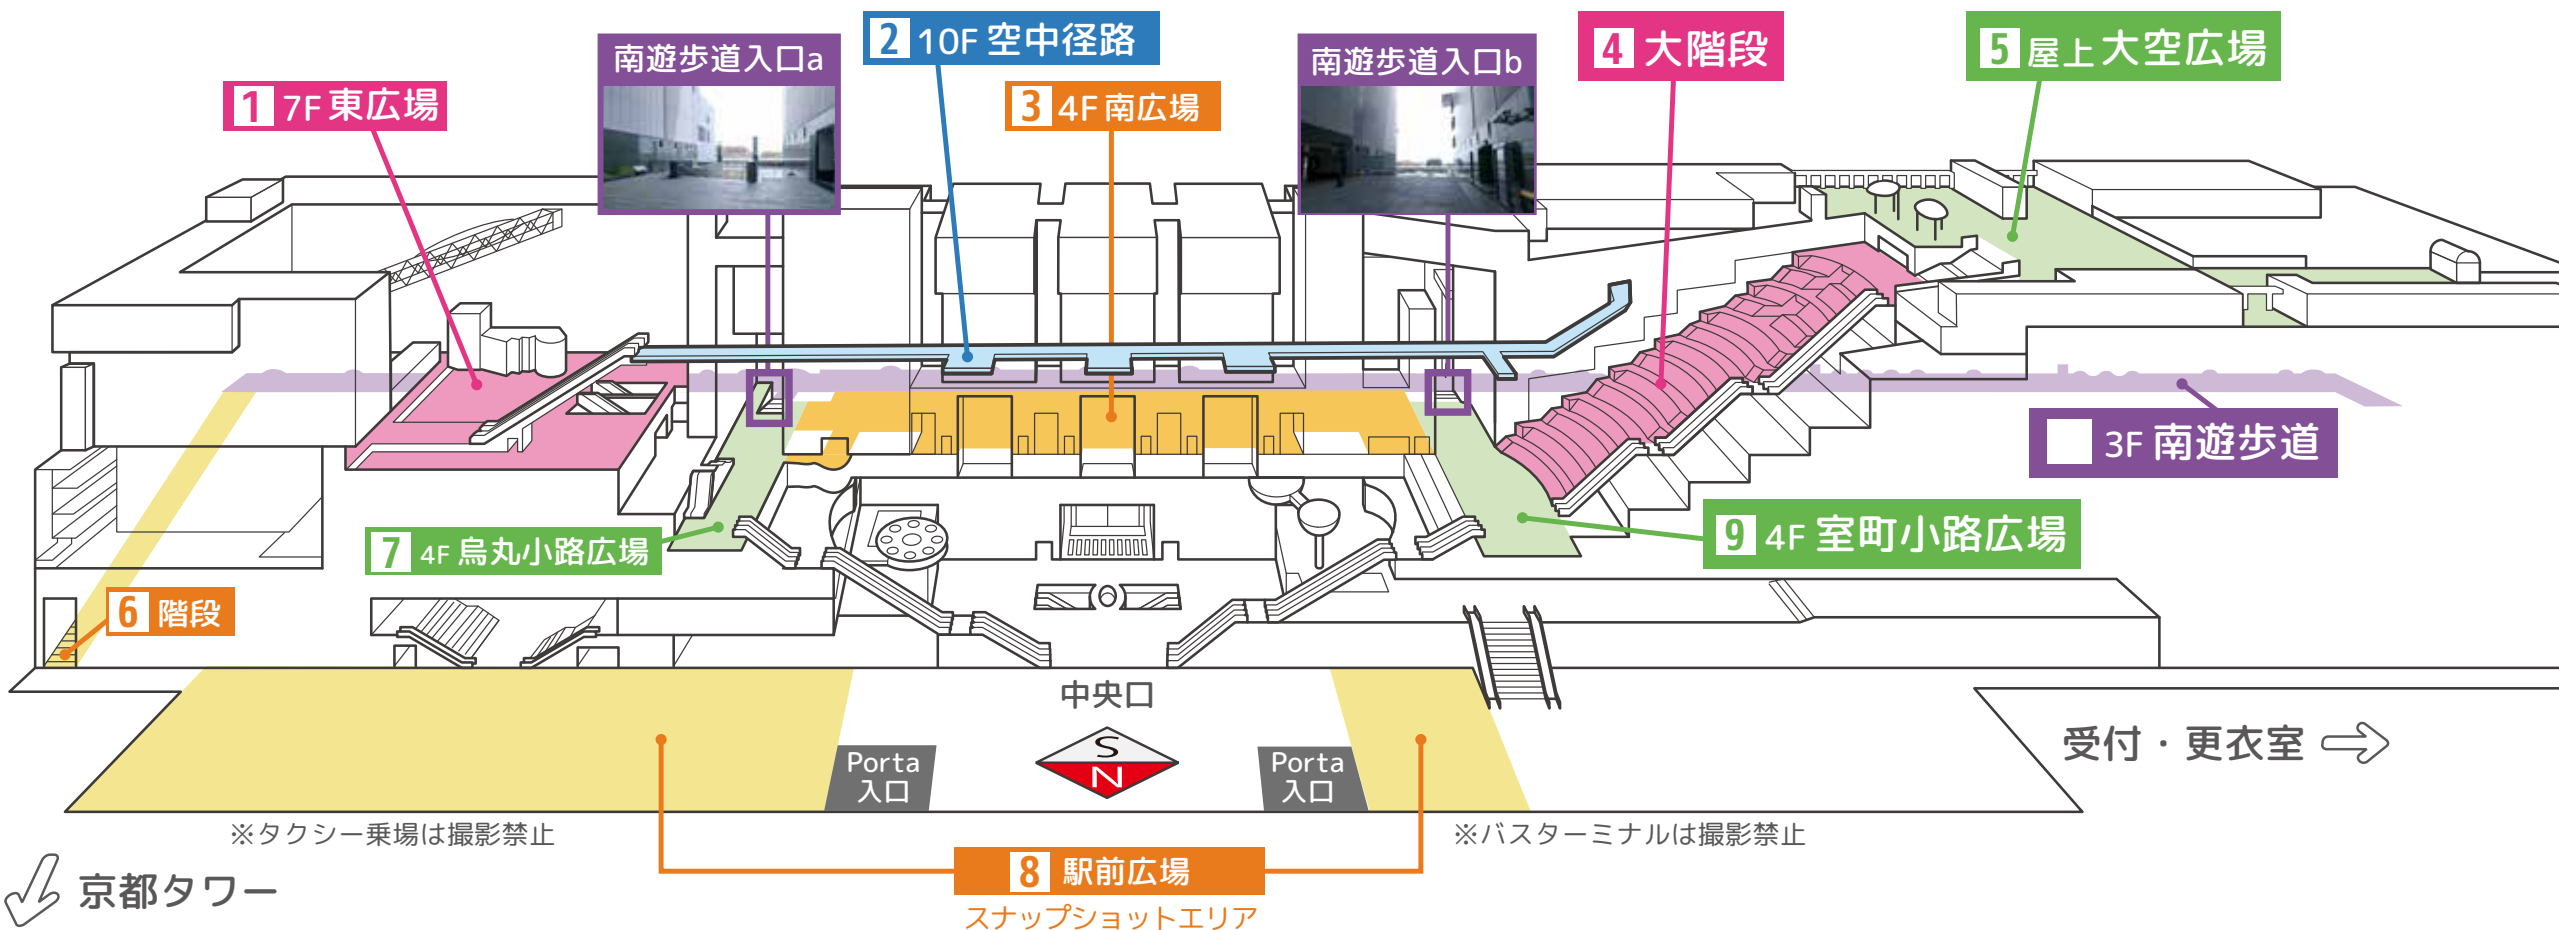 2 10F 空中径路
4 大階段
5 屋上 大空広場
南遊歩道入口a
南遊歩道入口b
1 7F 東広場
3 4F 南広場
3F 南遊歩道
9 4F 室町小路広場
7 4F 烏丸小路広場
6 階段
中央口
S
N
Porta
入口
Porta
入口
受付・更衣室
※タクシー乗場は撮影禁止
※バスターミナルは撮影禁止
8 駅前広場
スナップショットエリア
京都タワー